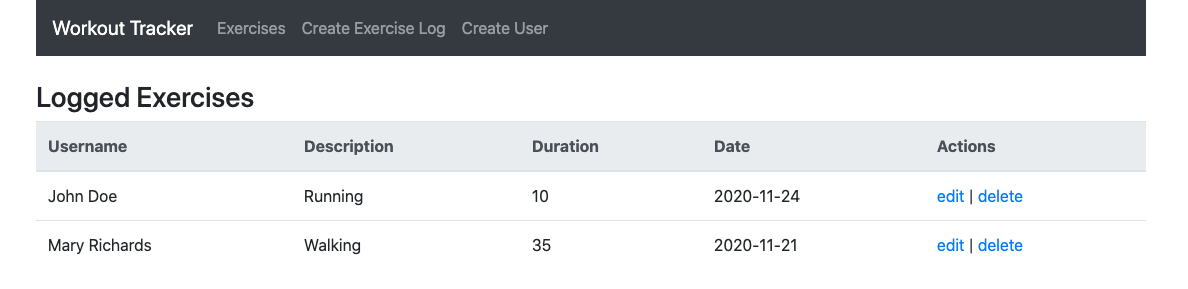 Workout Tracker Exercises Create Exercise Log Create User
Logged Exercises
Username Description Duration Date Actions
John Doe Running 10 2020-11-24 edit | delete
Mary Richards Walking 35 2020-11-21 edit | delete